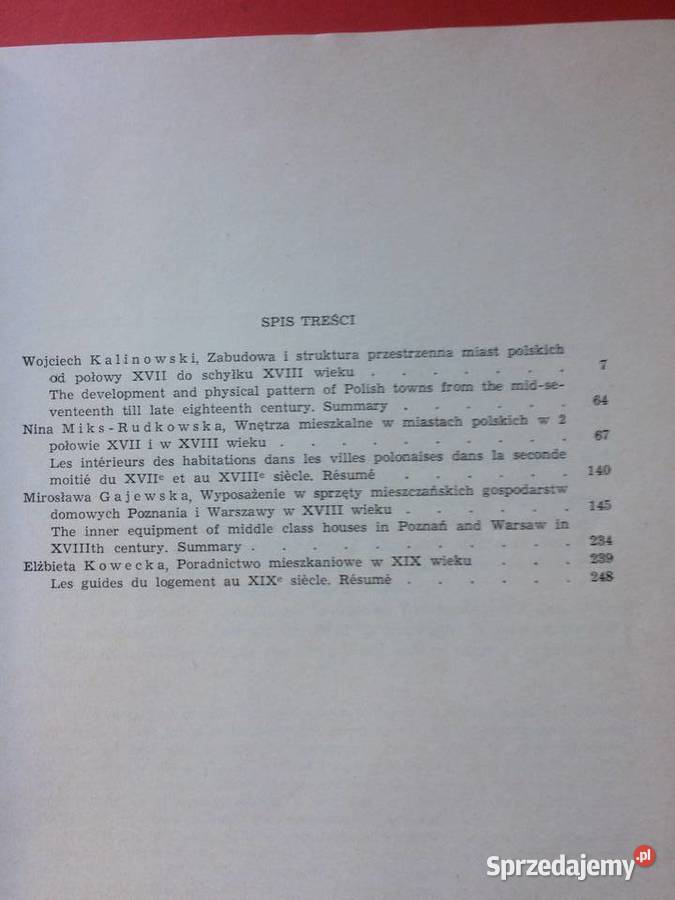 SPIS TREŚCI
Wojciech Kalinowski, Zabudowa i struktura przestrzenna miast polskich
od połowy XVII do schyłku XVIII wieku . . . . . . . 7
The development and physical pattern of Polish towns from the mid-se-
venteenth till late eighteenth century. Summary . . . . . . 64
Nina Miks-Rudkowska, Wnętrza mieszkalne w miastach polskich w 2
połowie XVII i w XVIII wieku . . . . . . . . . . 67
Les intérieurs des habitations dans les villes polonaises dans la seconde
moitié du XVIIe et au XVIIIe siècle. Résumé . . . . . . 140
Mirosława Gajewska, Wyposażenie w sprzęty mieszczańskich gospodarstw
domowych Poznania i Warszawy w XVIII wieku . . . . . . 145
The inner equipment of middle class houses in Poznań and Warsaw in
XVIIIth century. Summary . . . . . . . . . . . 234
Elżbieta Kowecka, Poradnictwo mieszkaniowe w XIX wieku . . . 239
Les guides du logement au XIXe siècle. Résumé . . . . . . 248
Sprzedajemy.pl